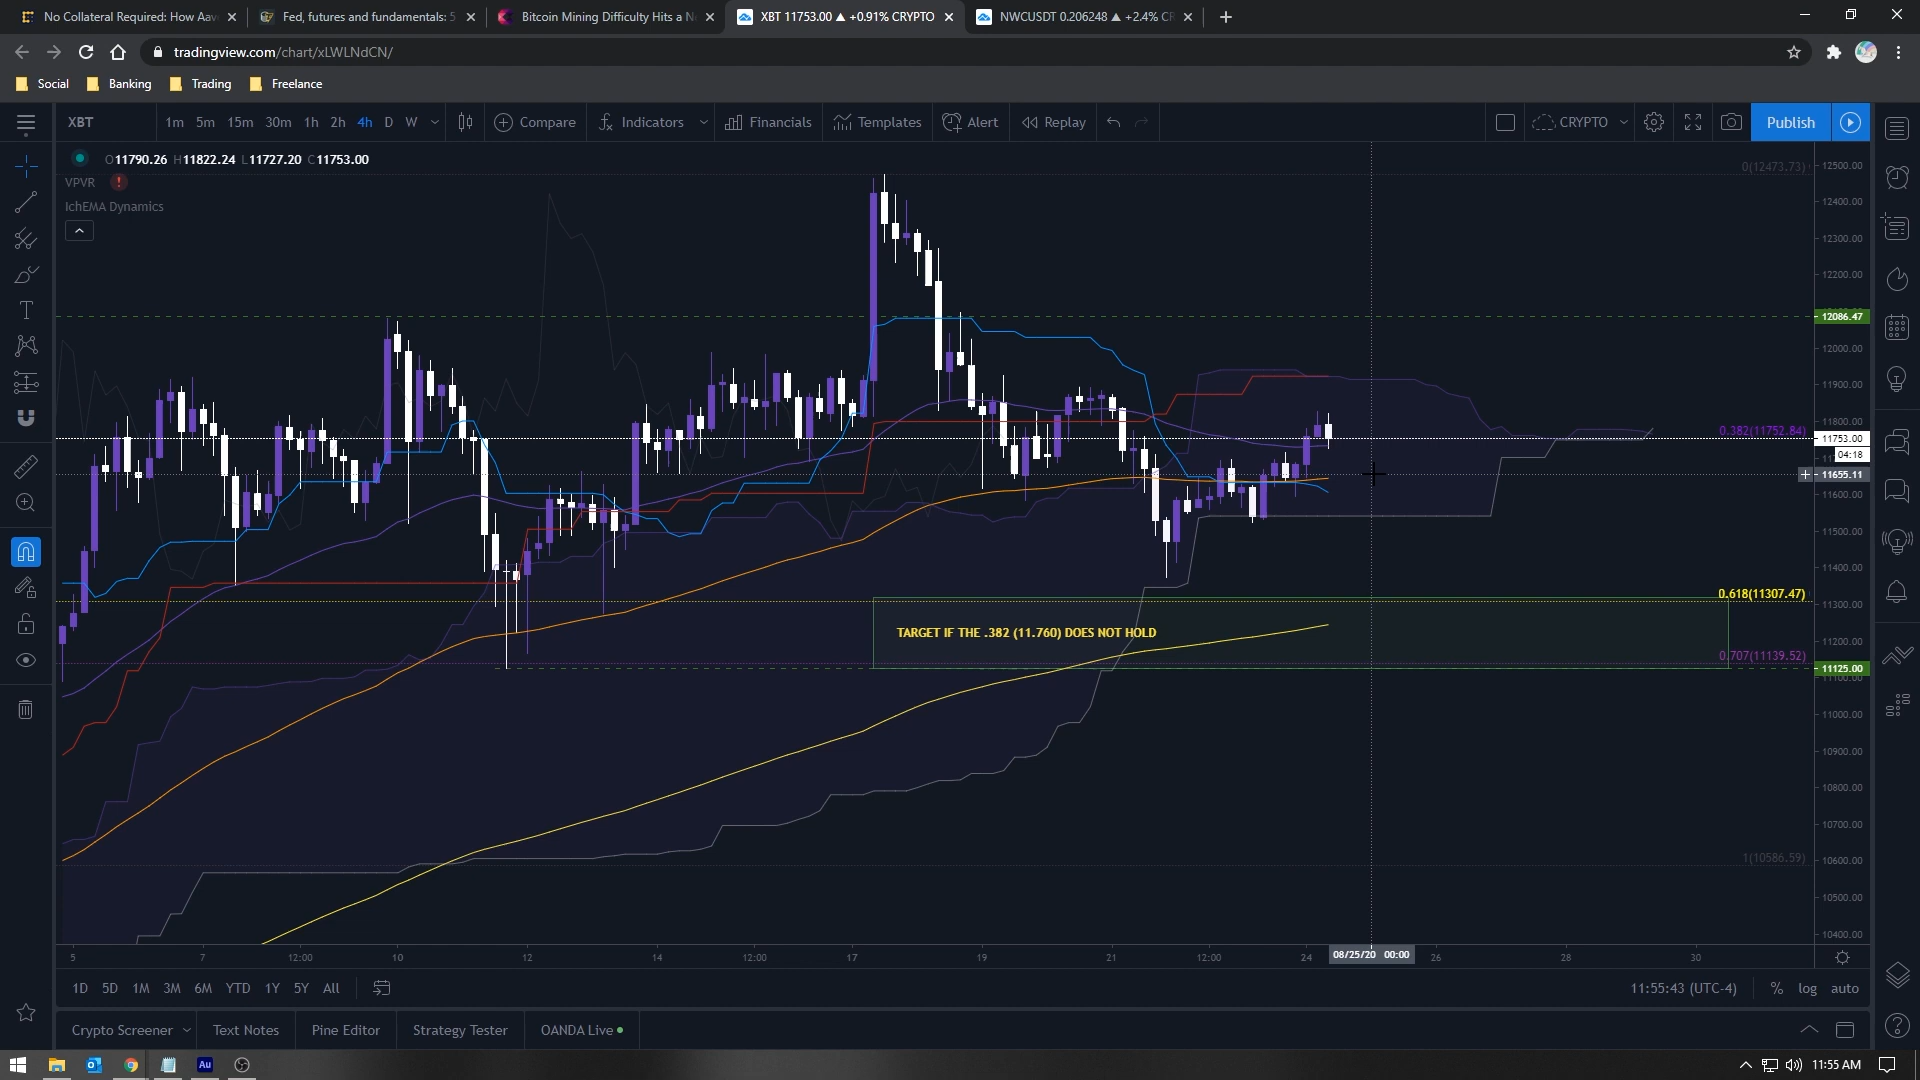 No Collateral Required: How Aav
Fed, futures and fundamentals: 5
Bitcoin Mining Difficulty Hits a N
XBT 11753.00 ▲ +0.91% CRYPTO
NWCUSDT 0.206248 ▲ +2.4% CR
tradingview.com/chart/xLWLNdCN/
Social
Banking
Trading
Freelance
XBT
1m 5m 15m 30m 1h 2h 4h D W
Compare
Indicators
Financials
Templates
Alert
Replay
CRYPTO
Publish
O11790.26 H11822.24 L11727.20 C11753.00
VPVR
IchEMA Dynamics
0(12473.73)
12500.00
12400.00
12300.00
12200.00
12086.47
12000.00
11900.00
11800.00
0.382(11752.84)
11753.00
04:18
11655.11
11600.00
11500.00
11400.00
0.618(11307.47)
11300.00
TARGET IF THE .382 (11.760) DOES NOT HOLD
11200.00
0.707(11139.52)
11125.00
11100.00
11000.00
10900.00
10800.00
10700.00
1(10586.59)
10600.00
10500.00
10400.00
5 7 12:00 10 12 14 12:00 17 19 21 12:00 24 08/25/20 00:00 26 28 30
1D 5D 1M 3M 6M YTD 1Y 5Y All
11:55:43 (UTC-4)
% log auto
Crypto Screener
Text Notes
Pine Editor
Strategy Tester
OANDA Live
Au
11:55 AM